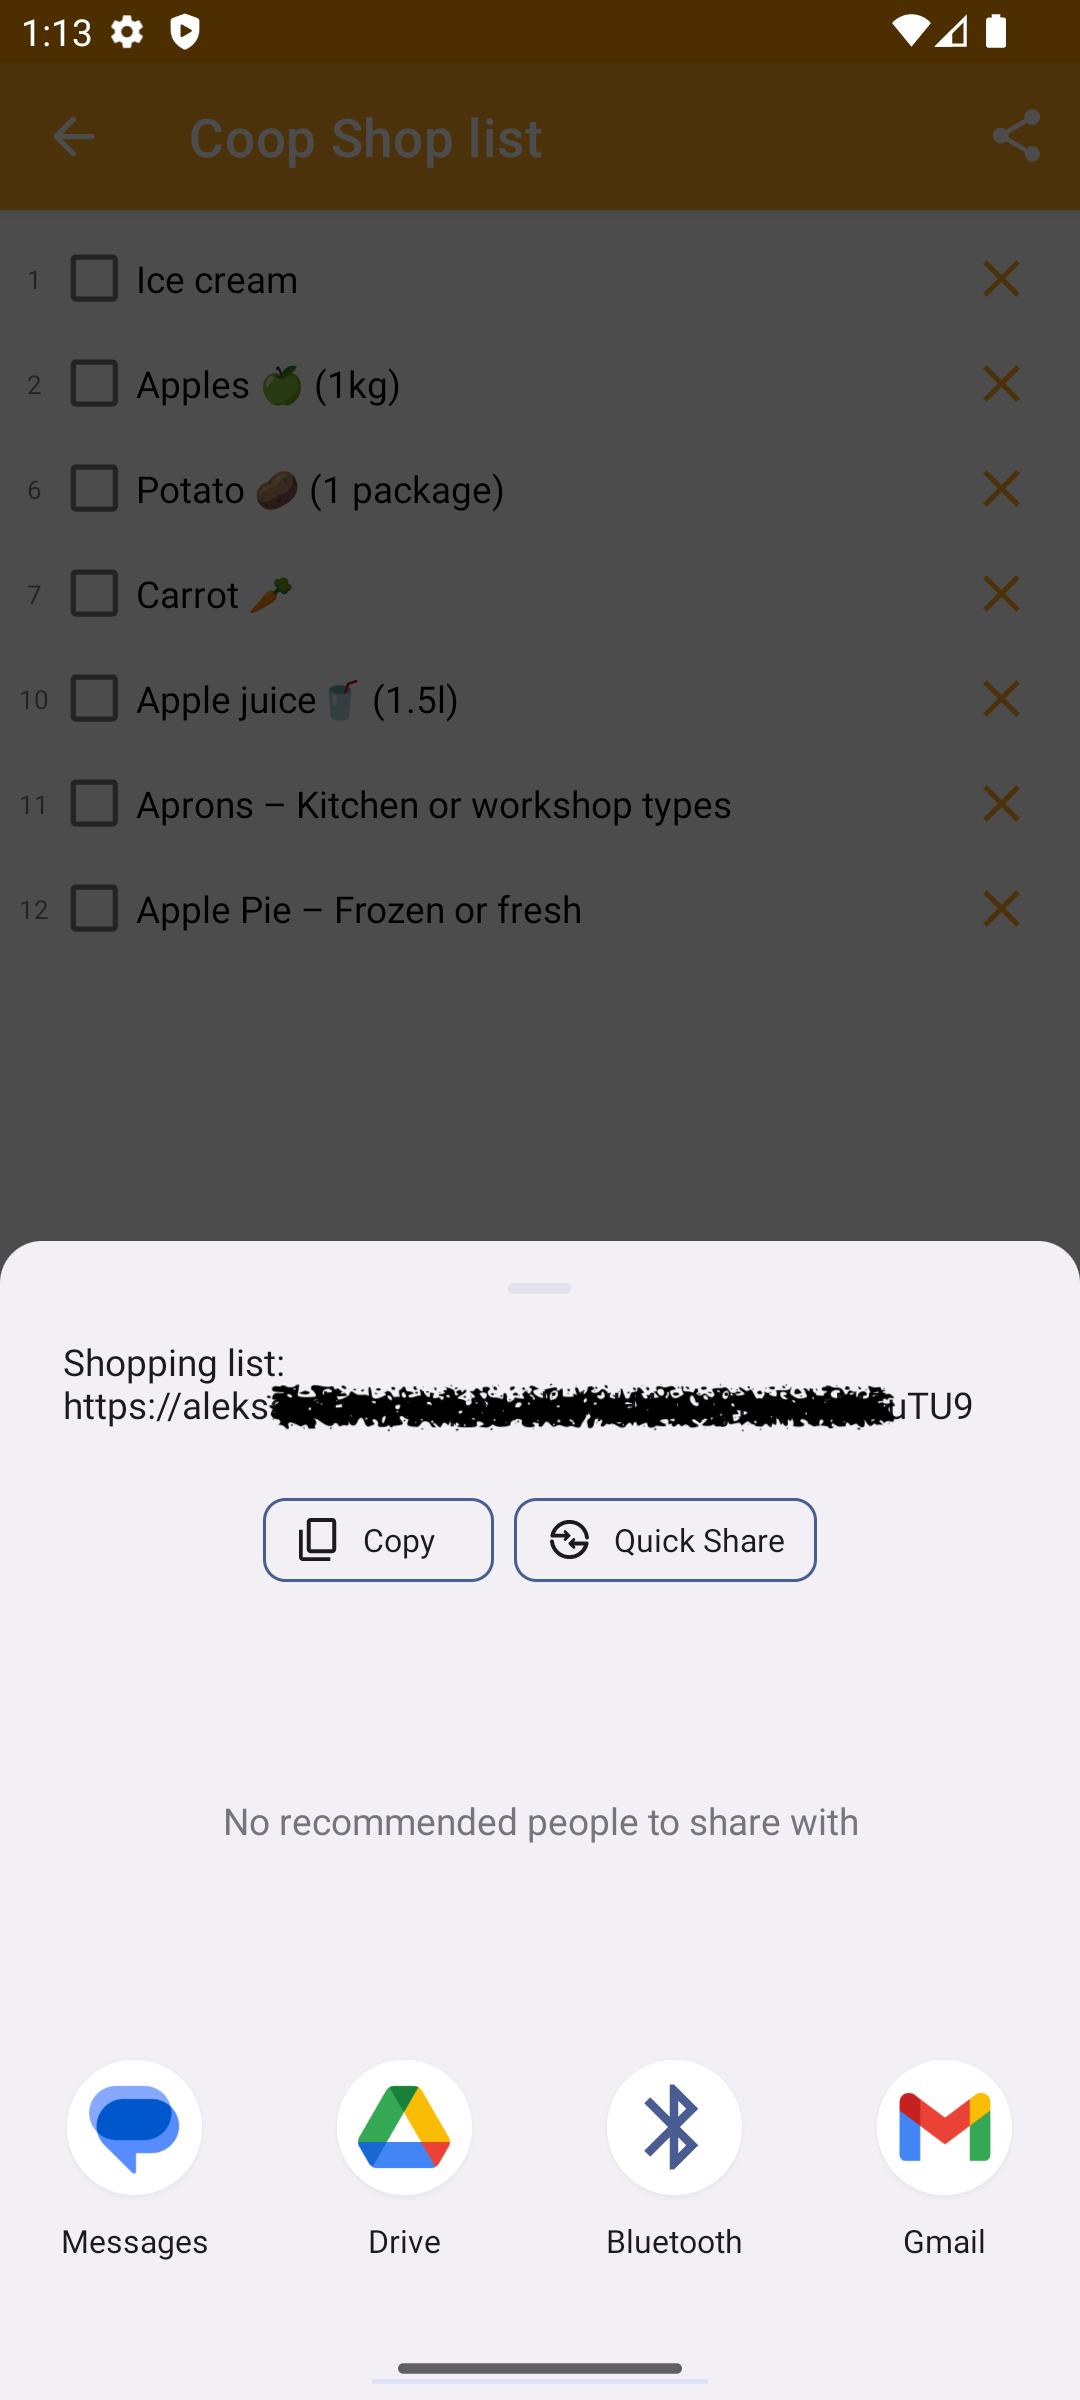 1:13
Coop Shop list
1 Ice cream
2 Apples 🍏 (1kg)
6 Potato 🥔 (1 package)
7 Carrot 🥕
10 Apple juice🥤 (1.5l)
11 Aprons – Kitchen or workshop types
12 Apple Pie – Frozen or fresh
Shopping list:
https://aleks uTU9
Copy Quick Share
No recommended people to share with
Messages Drive Bluetooth Gmail